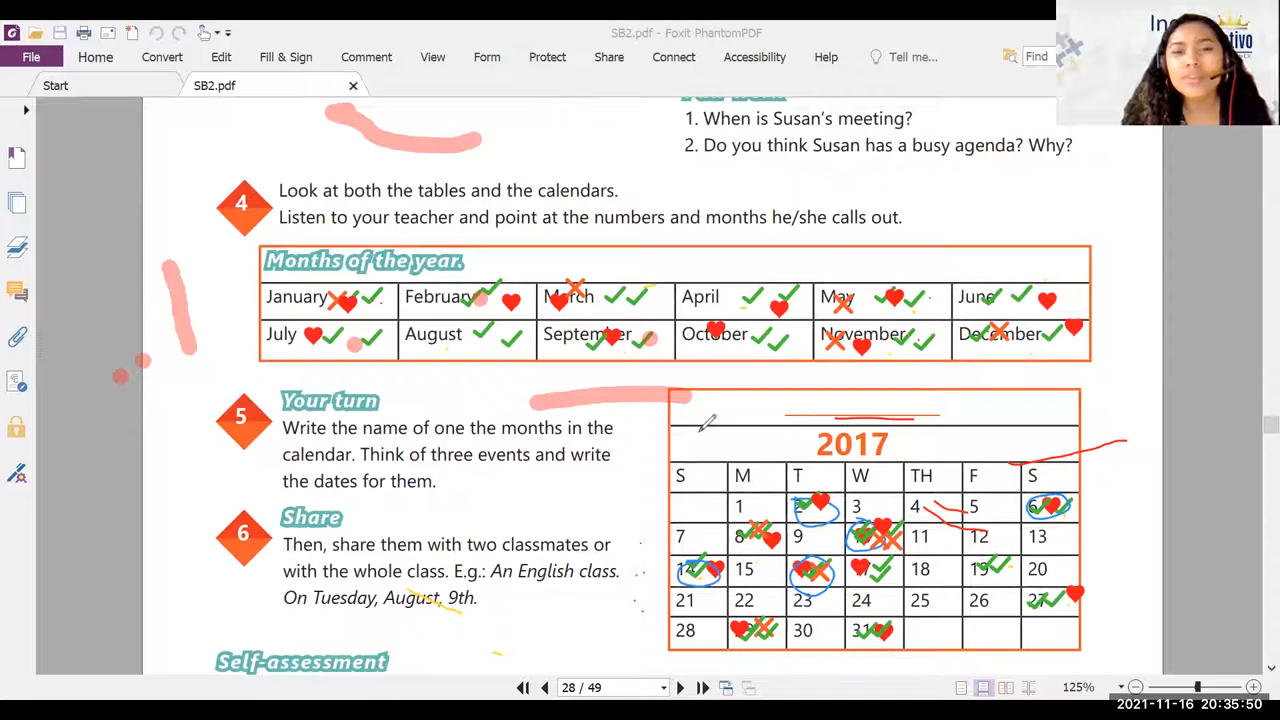 SB2.pdf - Foxit PhantomPDF
File Home Convert Edit Fill & Sign Comment View Form Protect Share Connect Accessibility Help Tell me... Find
Start SB2.pdf
1. When is Susan's meeting?
2. Do you think Susan has a busy agenda? Why?
4
Look at both the tables and the calendars.
Listen to your teacher and point at the numbers and months he/she calls out.
Months of the year.
January February March April May June
July August September October November December
5
Your turn
Write the name of one the months in the
calendar. Think of three events and write
the dates for them.
6
Share
Then, share them with two classmates or
with the whole class. E.g.: An English class.
On Tuesday, August, 9th.
Self-assessment
2017
S M T W TH F S
1 2 3 4 5 6
7 8 9 10 11 12 13
14 15 16 17 18 19 20
21 22 23 24 25 26 27
28 29 30 31
28 / 49
125%
2021-11-16 20:35:50